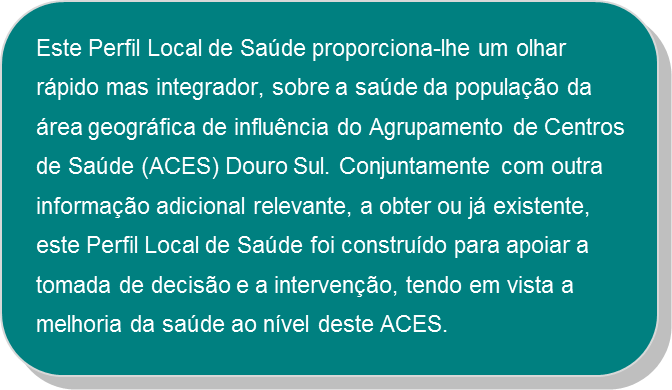 Este Perfil Local de Saúde proporciona-lhe um olhar
rápido mas integrador, sobre a saúde da população da
área geográfica de influência do Agrupamento de Centros
de Saúde (ACES) Douro Sul. Conjuntamente com outra
informação adicional relevante, a obter ou já existente,
este Perfil Local de Saúde foi construído para apoiar a
tomada de decisão e a intervenção, tendo em vista a
melhoria da saúde ao nível deste ACES.